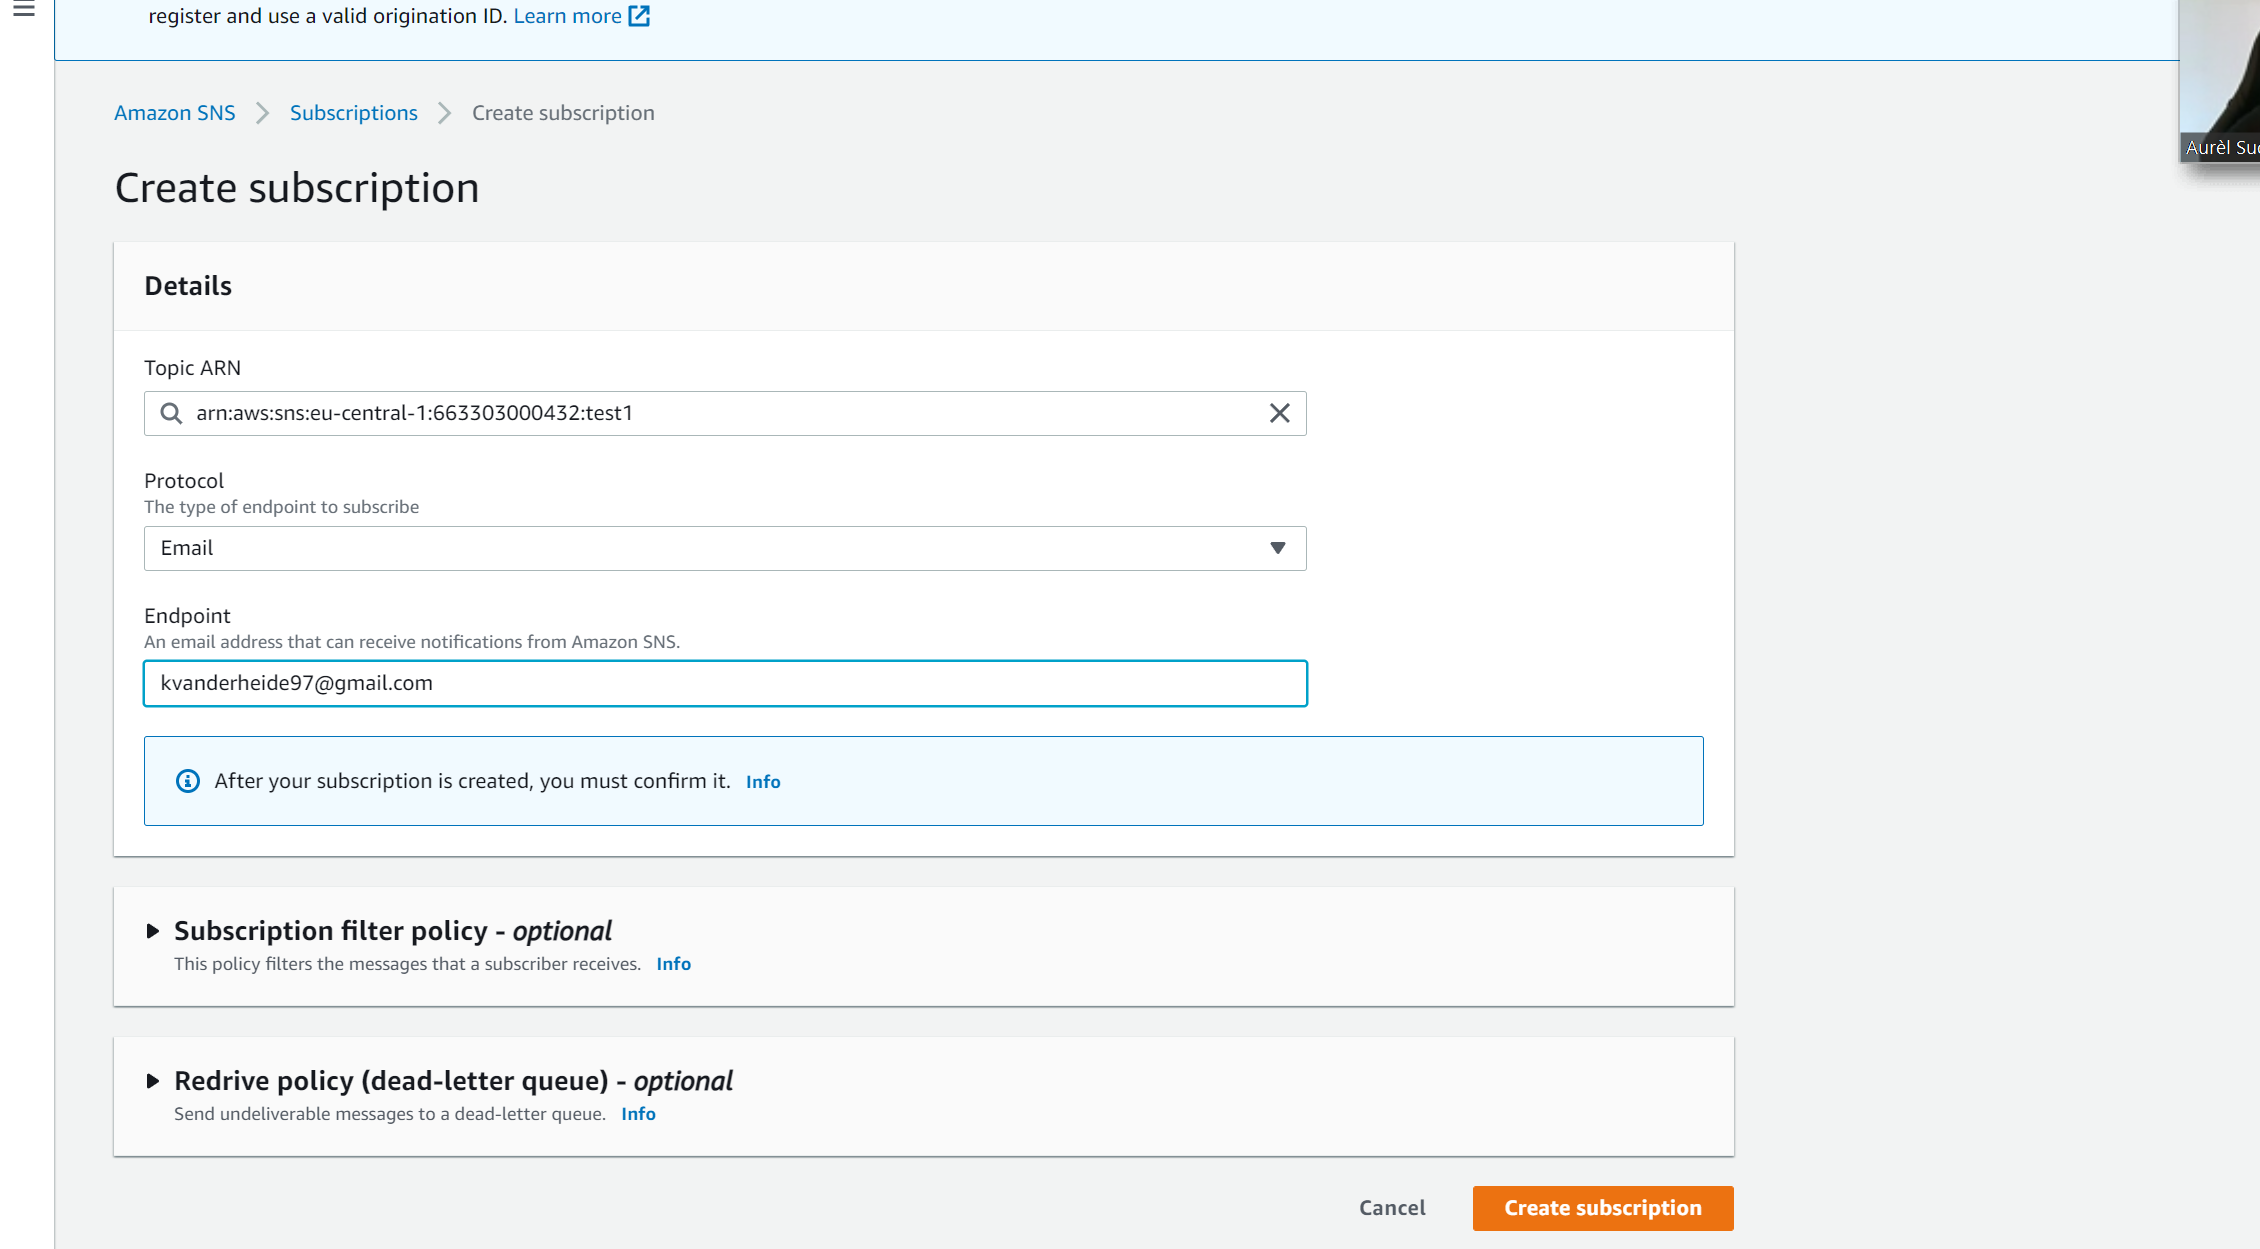 register and use a valid origination ID. Learn more
Amazon SNS > Subscriptions > Create subscription
Create subscription
Details
Topic ARN
arn:aws:sns:eu-central-1:663303000432:test1
Protocol
The type of endpoint to subscribe
Email
Endpoint
An email address that can receive notifications from Amazon SNS.
kvanderheide97@gmail.com
After your subscription is created, you must confirm it. Info
Subscription filter policy - optional
This policy filters the messages that a subscriber receives. Info
Redrive policy (dead-letter queue) - optional
Send undeliverable messages to a dead-letter queue. Info
Cancel
Create subscription
Aurèl